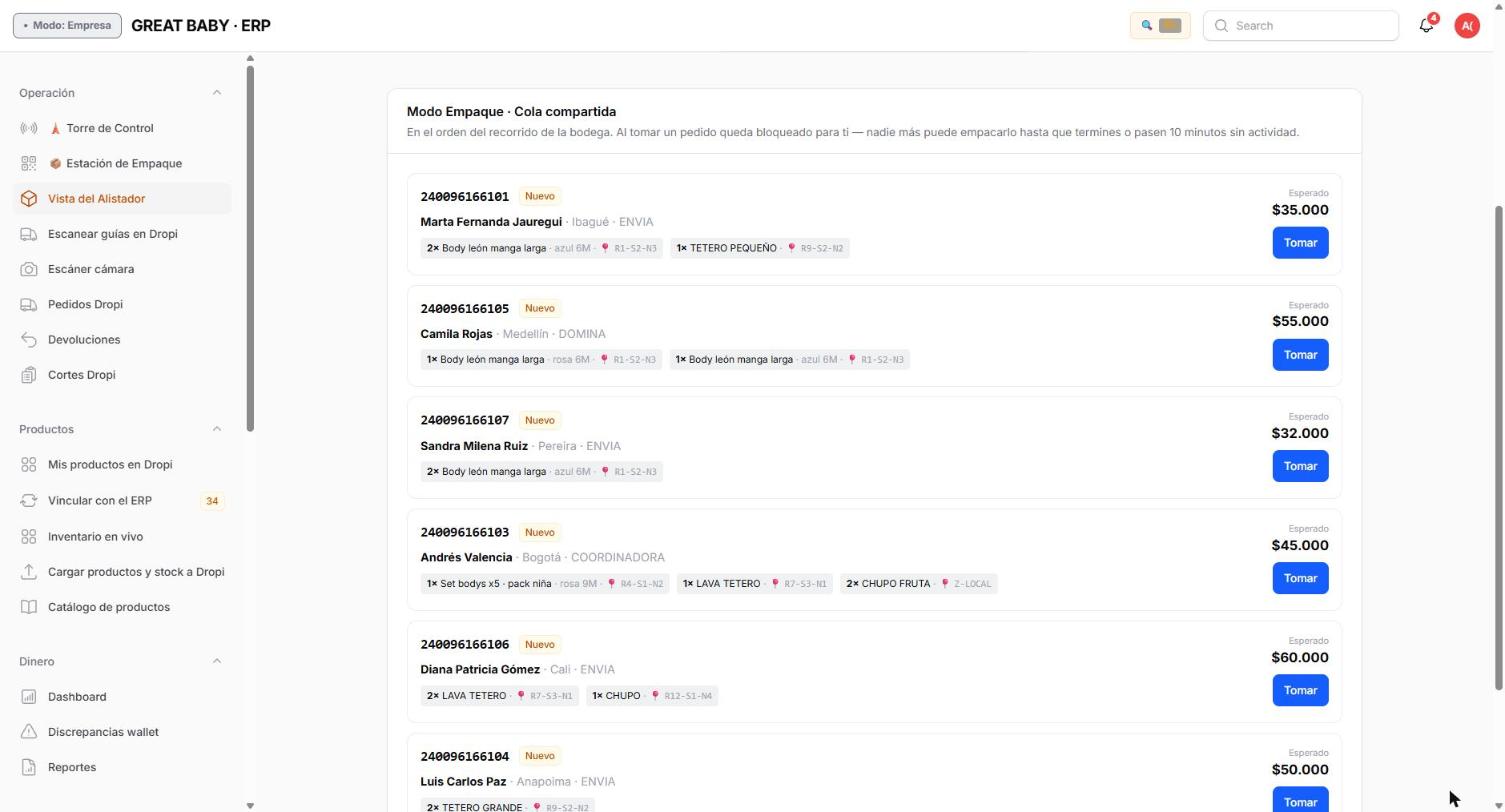 Modo: Empresa
GREAT BABY · ERP
Search
4
A(
Operación
Torre de Control
Estación de Empaque
Vista del Alistador
Escanear guías en Dropi
Escáner cámara
Pedidos Dropi
Devoluciones
Cortes Dropi
Productos
Mis productos en Dropi
Vincular con el ERP 34
Inventario en vivo
Cargar productos y stock a Dropi
Catálogo de productos
Dinero
Dashboard
Discrepancias wallet
Reportes
Modo Empaque · Cola compartida
En el orden del recorrido de la bodega. Al tomar un pedido queda bloqueado para ti — nadie más puede empacarlo hasta que termines o pasen 10 minutos sin actividad.
240096166101 Nuevo
Marta Fernanda Jauregui · Ibagué · ENVIA
2× Body león manga larga · azul 6M · R1-S2-N3 1× TETERO PEQUEÑO · R9-S2-N2
Esperado
$35.000
Tomar
240096166105 Nuevo
Camila Rojas · Medellín · DOMINA
1× Body león manga larga · rosa 6M · R1-S2-N3 1× Body león manga larga · azul 6M · R1-S2-N3
Esperado
$55.000
Tomar
240096166107 Nuevo
Sandra Milena Ruiz · Pereira · ENVIA
2× Body león manga larga · azul 6M · R1-S2-N3
Esperado
$32.000
Tomar
240096166103 Nuevo
Andrés Valencia · Bogotá · COORDINADORA
1× Set bodys x5 · pack niña · rosa 9M · R4-S1-N2 1× LAVA TETERO · R7-S3-N1 2× CHUPO FRUTA · Z-LOCAL
Esperado
$45.000
Tomar
240096166106 Nuevo
Diana Patricia Gómez · Cali · ENVIA
2× LAVA TETERO · R7-S3-N1 1× CHUPO · R12-S1-N4
Esperado
$60.000
Tomar
240096166104 Nuevo
Luis Carlos Paz · Anapoima · ENVIA
2× TETERO GRANDE · R9-S2-N2
Esperado
$50.000
Tomar